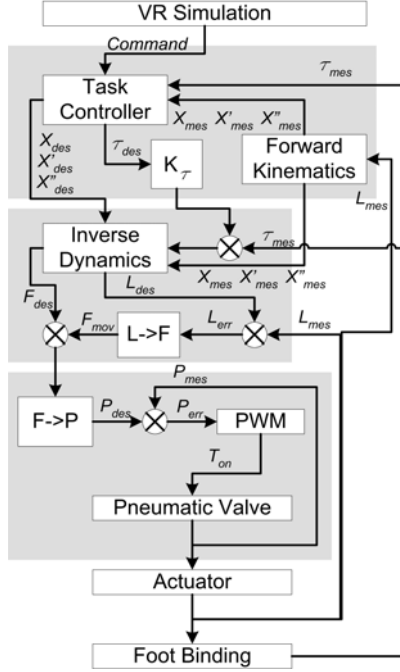 VR Simulation
Command
Task
Controller
τmes
Xmes X'mes X"mes
Xdes
X'des
X"des
τdes
Kτ
Forward
Kinematics
Lmes
Inverse
Dynamics
τmes
Xmes X'mes X"mes
Ldes
Fdes
Fmov
L->F
Lerr
Lmes
Pmes
F->P
Pdes
Perr
PWM
Ton
Pneumatic Valve
Actuator
Foot Binding